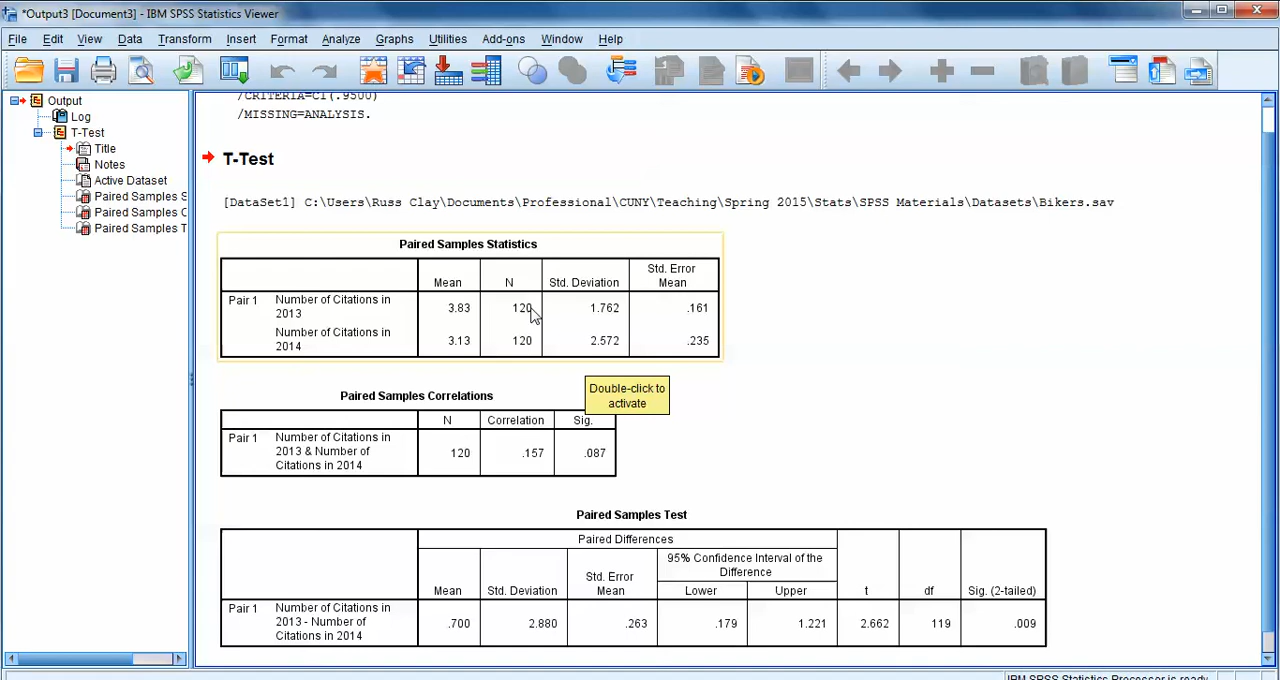 *Output3 [Document3] - IBM SPSS Statistics Viewer
File Edit View Data Transform Insert Format Analyze Graphs Utilities Add-ons Window Help
Output
Log
T-Test
Title
Notes
Active Dataset
Paired Samples S
Paired Samples C
Paired Samples T
/CRITERIA=CI(.9500)
/MISSING=ANALYSIS.
T-Test
[DataSet1] C:\Users\Russ Clay\Documents\Professional\CUNY\Teaching\Spring 2015\Stats\SPSS Materials\Datasets\Bikers.sav
Paired Samples Statistics
Mean N Std. Deviation Std. Error Mean
Pair 1 Number of Citations in 2013 3.83 120 1.762 .161
Number of Citations in 2014 3.13 120 2.572 .235
Double-click to
activate
Paired Samples Correlations
N Correlation Sig.
Pair 1 Number of Citations in 2013 & Number of Citations in 2014 120 .157 .087
Paired Samples Test
Paired Differences
95% Confidence Interval of the Difference
Mean Std. Deviation Std. Error Mean Lower Upper t df Sig. (2-tailed)
Pair 1 Number of Citations in 2013 - Number of Citations in 2014 .700 2.880 .263 .179 1.221 2.662 119 .009
IBM SPSS Statistics Processor is ready